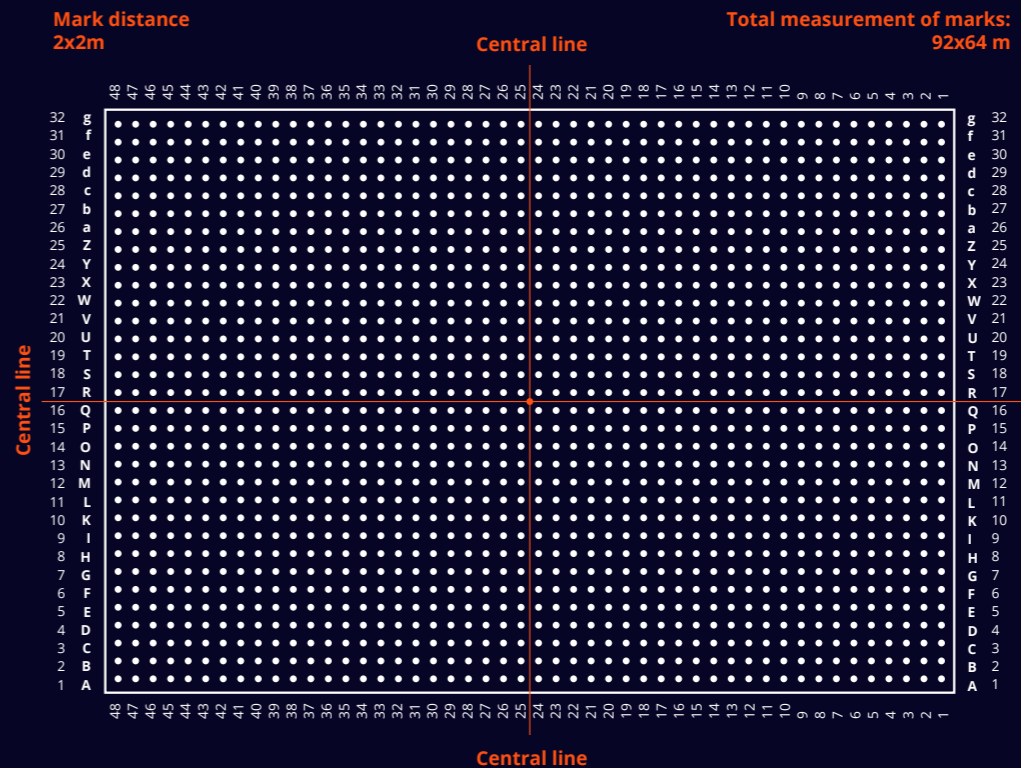 Mark distance
2x2m
Total measurement of marks:
92x64 m
Central line
48 47 46 45 44 43 42 41 40 39 38 37 36 35 34 33 32 31 30 29 28 27 26 25 24 23 22 21 20 19 18 17 16 15 14 13 12 11 10 9 8 7 6 5 4 3 2 1
32 g g 32
31 f f 31
30 e e 30
29 d d 29
28 c c 28
27 b b 27
26 a a 26
25 Z Z 25
24 Y Y 24
23 X X 23
22 W W 22
21 V V 21
20 U U 20
19 T T 19
18 S S 18
17 R R 17
Central line
16 Q Q 16
15 P P 15
14 O O 14
13 N N 13
12 M M 12
11 L L 11
10 K K 10
9 I I 9
8 H H 8
7 G G 7
6 F F 6
5 E E 5
4 D D 4
3 C C 3
2 B B 2
1 A A 1
48 47 46 45 44 43 42 41 40 39 38 37 36 35 34 33 32 31 30 29 28 27 26 25 24 23 22 21 20 19 18 17 16 15 14 13 12 11 10 9 8 7 6 5 4 3 2 1
Central line